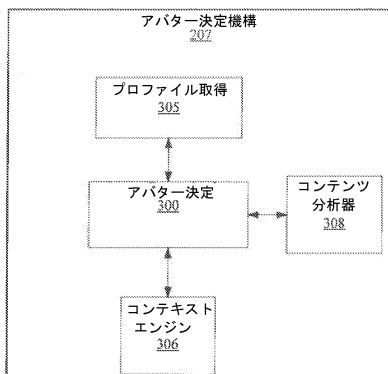 アバター決定機構
207
プロファイル取得
305
アバター決定
300
コンテンツ
分析器
308
コンテキスト
エンジン
306